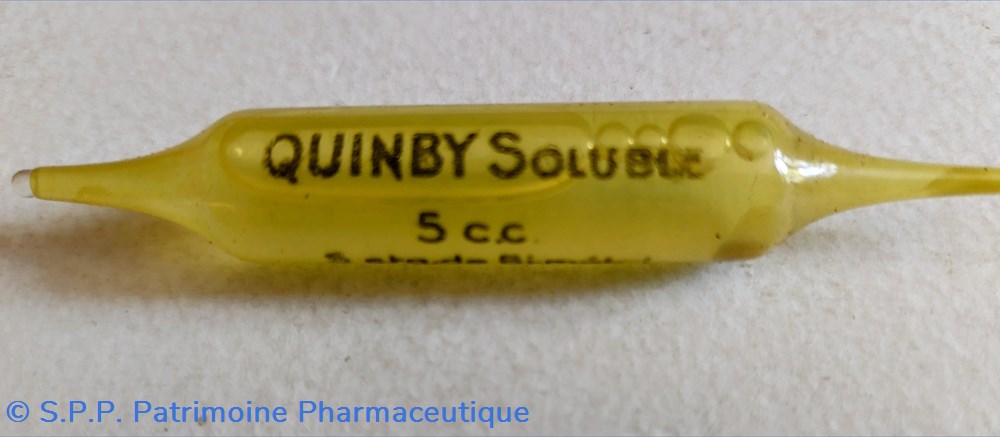 QUINBY SOLUBLE
5 c.c.
© S.P.P. Patrimoine Pharmaceutique